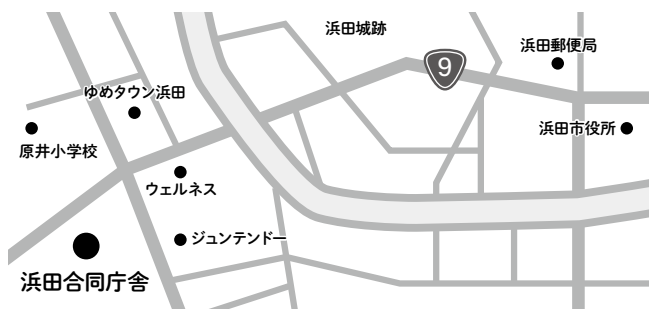 浜田城跡
浜田郵便局
9
ゆめタウン浜田
浜田市役所
原井小学校
ウェルネス
ジュンテンドー
浜田合同庁舎